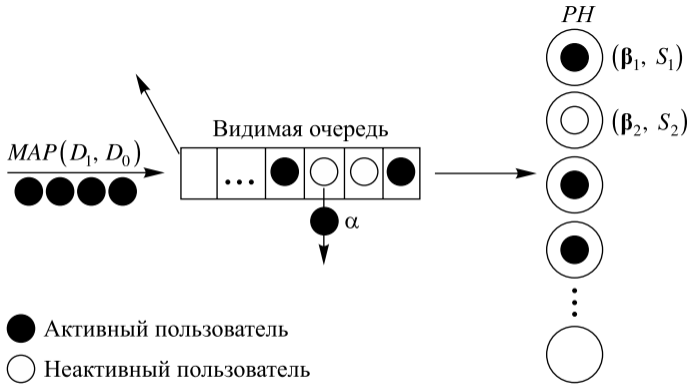 PH
(β₁, S₁)
(β₂, S₂)
Видимая очередь
MAP(D₁, D₀)
...
α
Активный пользователь
Неактивный пользователь